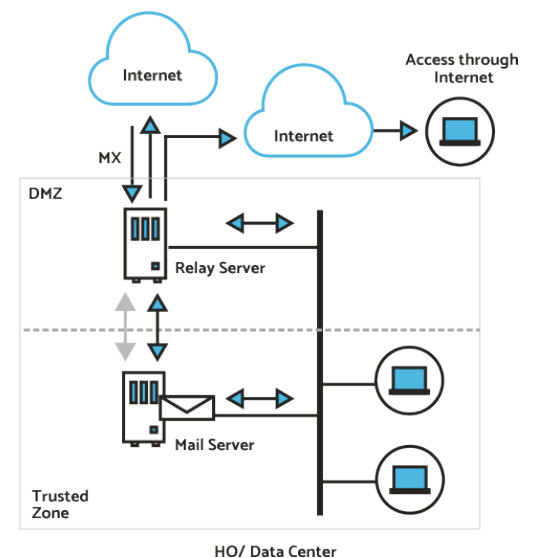 Internet
Access through
Internet
Internet
MX
DMZ
Relay Server
Mail Server
Trusted
Zone
HO/ Data Center